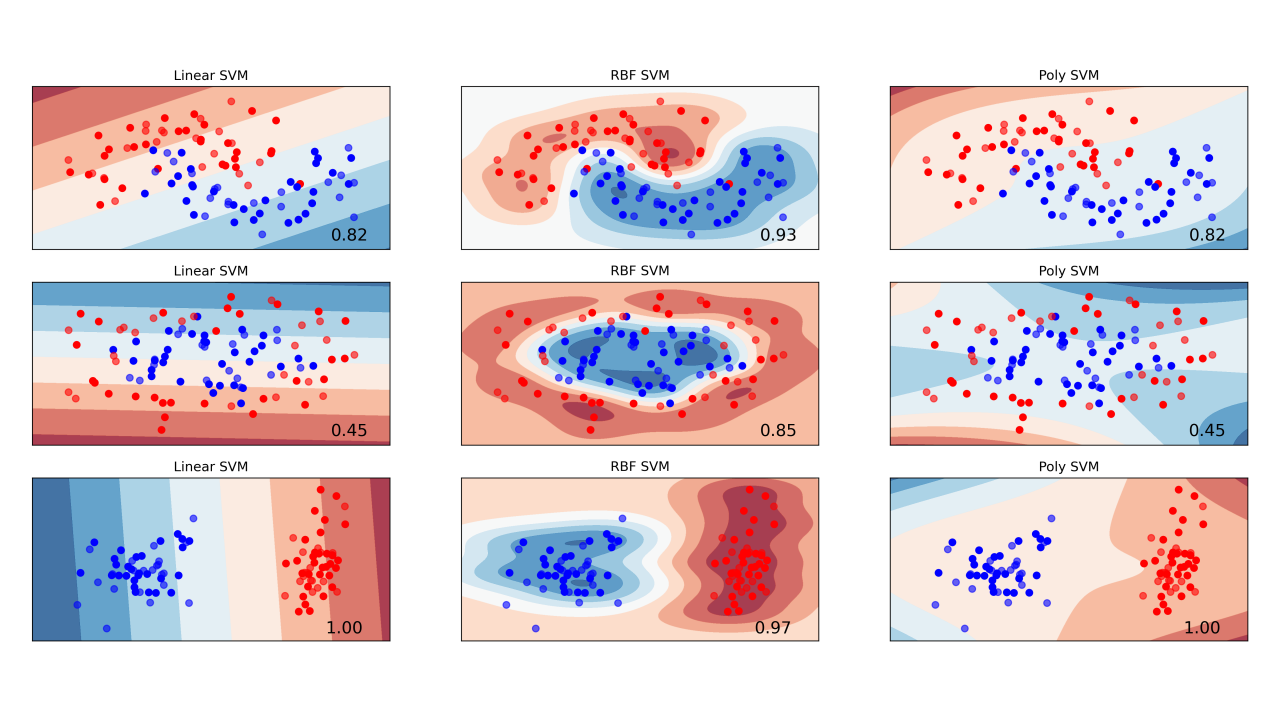 Linear SVM
RBF SVM
Poly SVM
0.82
0.93
0.82
Linear SVM
RBF SVM
Poly SVM
0.45
0.85
0.45
Linear SVM
RBF SVM
Poly SVM
1.00
0.97
1.00